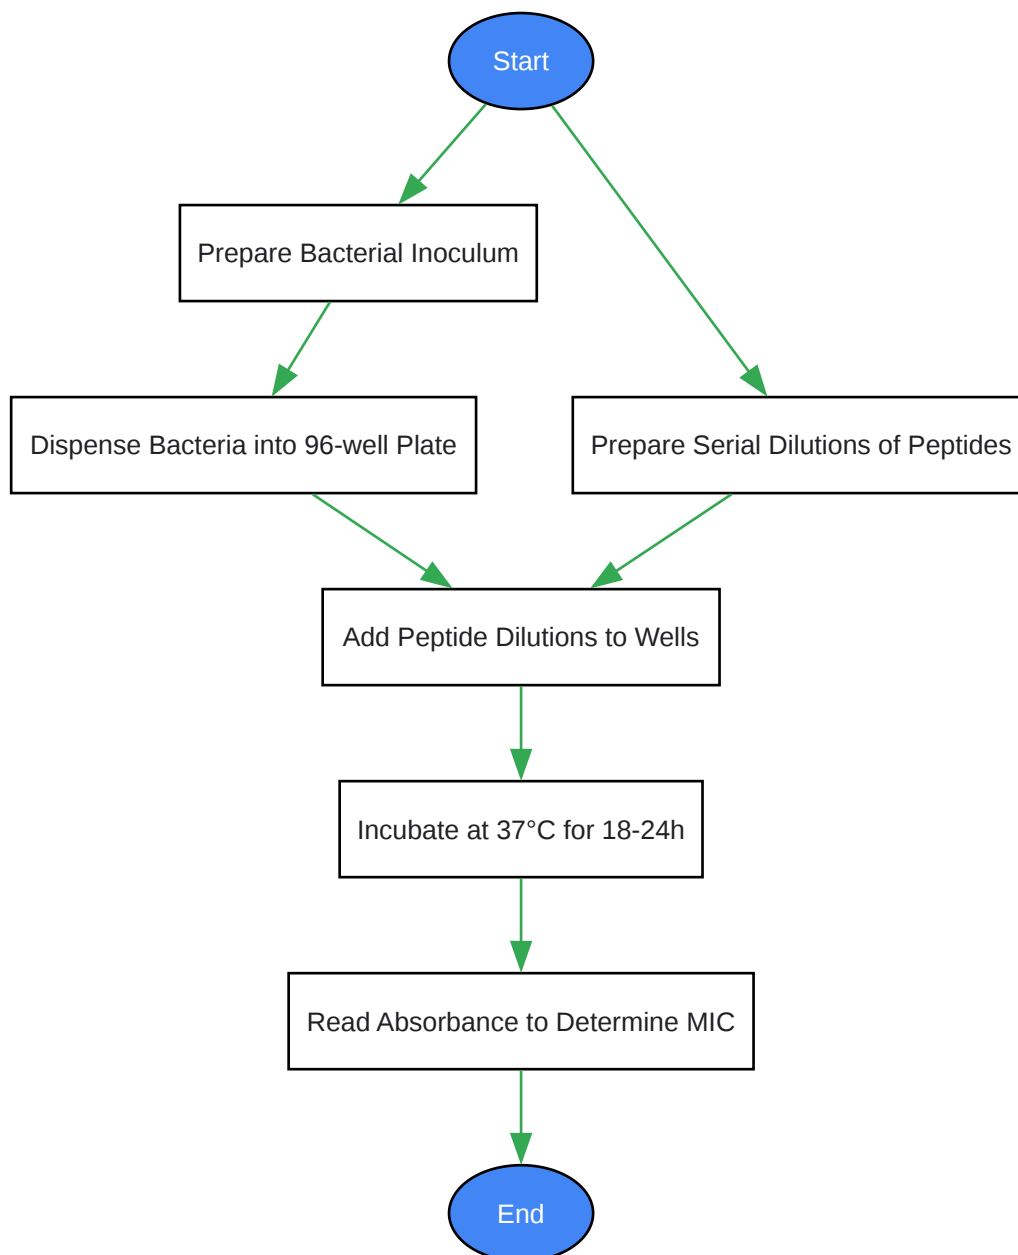 Start
Prepare Bacterial Inoculum
Dispense Bacteria into 96-well Plate
Prepare Serial Dilutions of Peptides
Add Peptide Dilutions to Wells
Incubate at 37°C for 18-24h
Read Absorbance to Determine MIC
End